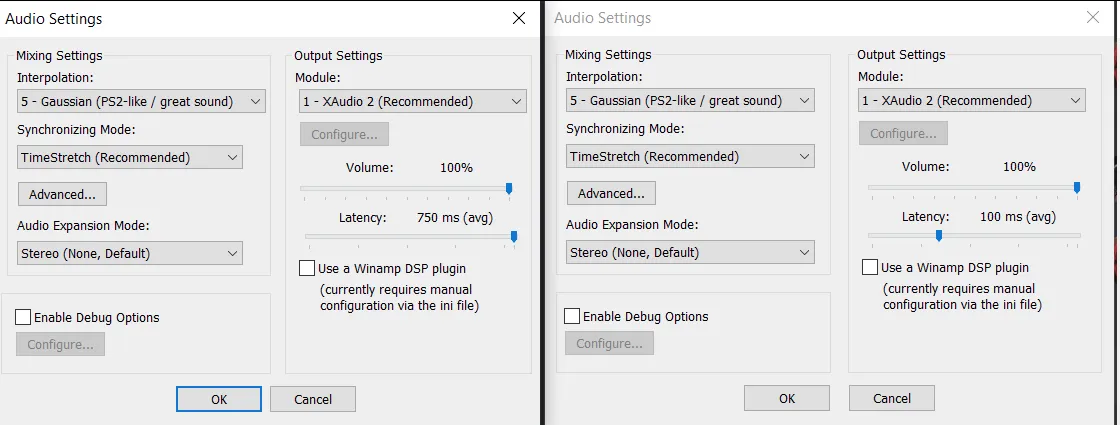 Audio Settings
Mixing Settings
Interpolation:
5 - Gaussian (PS2-like / great sound)
Synchronizing Mode:
TimeStretch (Recommended)
Advanced...
Audio Expansion Mode:
Stereo (None, Default)
Enable Debug Options
Configure...
Output Settings
Module:
1 - XAudio 2 (Recommended)
Configure...
Volume: 100%
Latency: 750 ms (avg)
Use a Winamp DSP plugin
(currently requires manual
configuration via the ini file)
OK
Cancel
Audio Settings
Mixing Settings
Interpolation:
5 - Gaussian (PS2-like / great sound)
Synchronizing Mode:
TimeStretch (Recommended)
Advanced...
Audio Expansion Mode:
Stereo (None, Default)
Enable Debug Options
Configure...
Output Settings
Module:
1 - XAudio 2 (Recommended)
Configure...
Volume: 100%
Latency: 100 ms (avg)
Use a Winamp DSP plugin
(currently requires manual
configuration via the ini file)
OK
Cancel